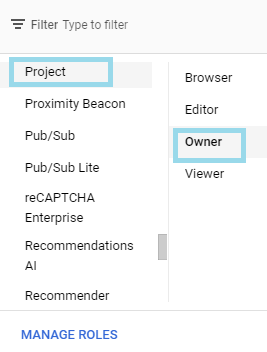 Filter Type to filter
Project
Proximity Beacon
Pub/Sub
Pub/Sub Lite
reCAPTCHA
Enterprise
Recommendations
AI
Recommender
Browser
Editor
Owner
Viewer
MANAGE ROLES